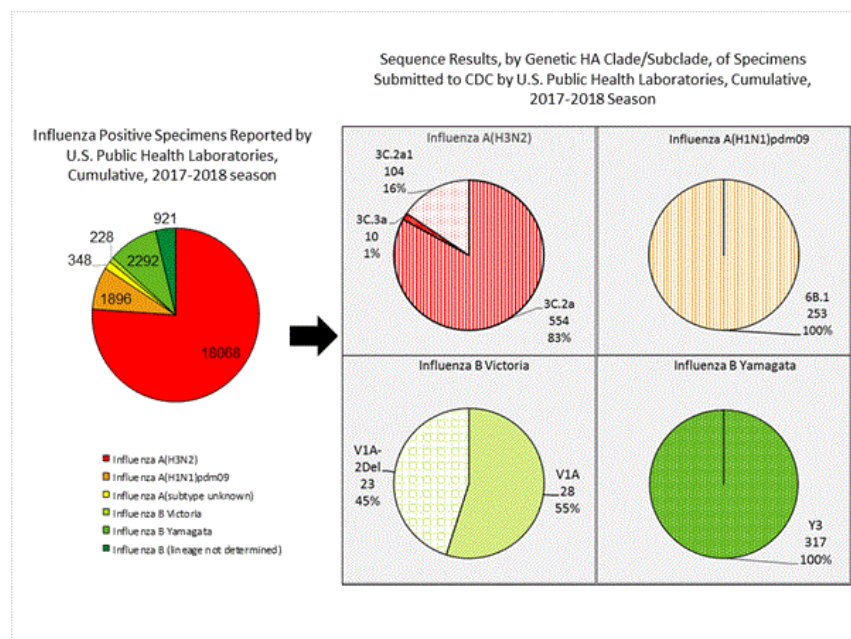 Sequence Results, by Genetic HA Clade/Subclade, of Specimens
Submitted to CDC by U.S. Public Health Laboratories, Cumulative,
2017-2018 Season
Influenza Positive Specimens Reported by
U.S. Public Health Laboratories,
Cumulative, 2017-2018 season
921
228
2292
348
1896
18068
Influenza A(H3N2)
Influenza A(H1N1)pdm09
Influenza A(subtype unknown)
Influenza B Victoria
Influenza B Yamagata
Influenza B (lineage not determined)
Influenza A(H3N2)
3C.2a1
104
16%
3C.3a
10
1%
3C.2a
554
83%
Influenza A(H1N1)pdm09
6B.1
253
100%
Influenza B Victoria
V1A-
2Del
23
45%
V1A
28
55%
Influenza B Yamagata
Y3
317
100%